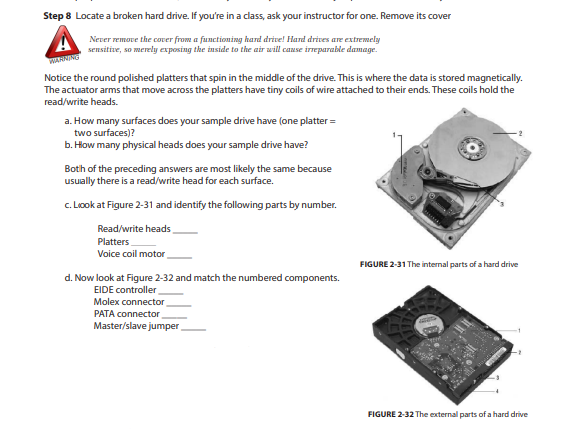 Step 8 Locate a broken hard drive. If you're in a class, ask your instructor for one. Remove its cover
Never remove the cover from a functioning hard drive! Hard drives are extremely
sensitive, so merely exposing the inside to the air will cause irreparable damage.
WARNING
Notice the round polished platters that spin in the middle of the drive. This is where the data is stored magnetically.
The actuator arms that move across the platters have tiny coils of wire attached to their ends. These coils hold the
read/write heads.
a. How many surfaces does your sample drive have (one platter =
two surfaces)?
b. How many physical heads does your sample drive have?
Both of the preceding answers are most likely the same because
usually there is a read/write head for each surface.
c. Look at Figure 2-31 and identify the following parts by number.
Read/write heads ____
Platters ____
Voice coil motor ____
1
2
3
FIGURE 2-31 The internal parts of a hard drive
d. Now look at Figure 2-32 and match the numbered components.
EIDE controller ____
Molex connector ____
PATA connector ____
Master/slave jumper ____
1
2
3
4
FIGURE 2-32 The external parts of a hard drive